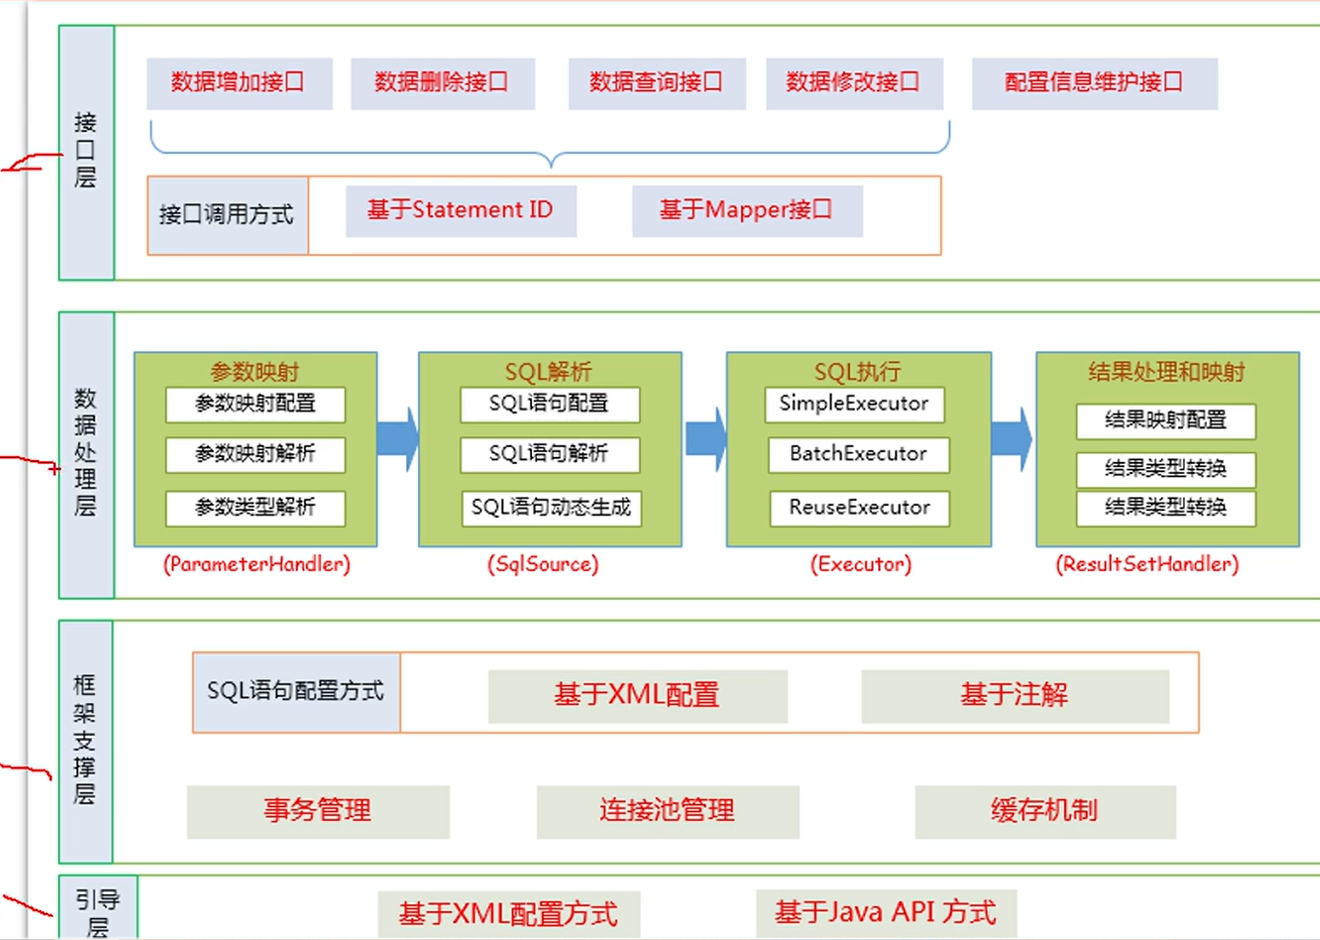 接口层
数据增加接口
数据删除接口
数据查询接口
数据修改接口
配置信息维护接口
接口调用方式
基于Statement ID
基于Mapper接口
数据处理层
参数映射
参数映射配置
参数映射解析
参数类型解析
(ParameterHandler)
SQL解析
SQL语句配置
SQL语句解析
SQL语句动态生成
(SqlSource)
SQL执行
SimpleExecutor
BatchExecutor
ReuseExecutor
(Executor)
结果处理和映射
结果映射配置
结果类型转换
结果类型转换
(ResultSetHandler)
框架支撑层
SQL语句配置方式
基于XML配置
基于注解
事务管理
连接池管理
缓存机制
引导层
基于XML配置方式
基于Java API 方式